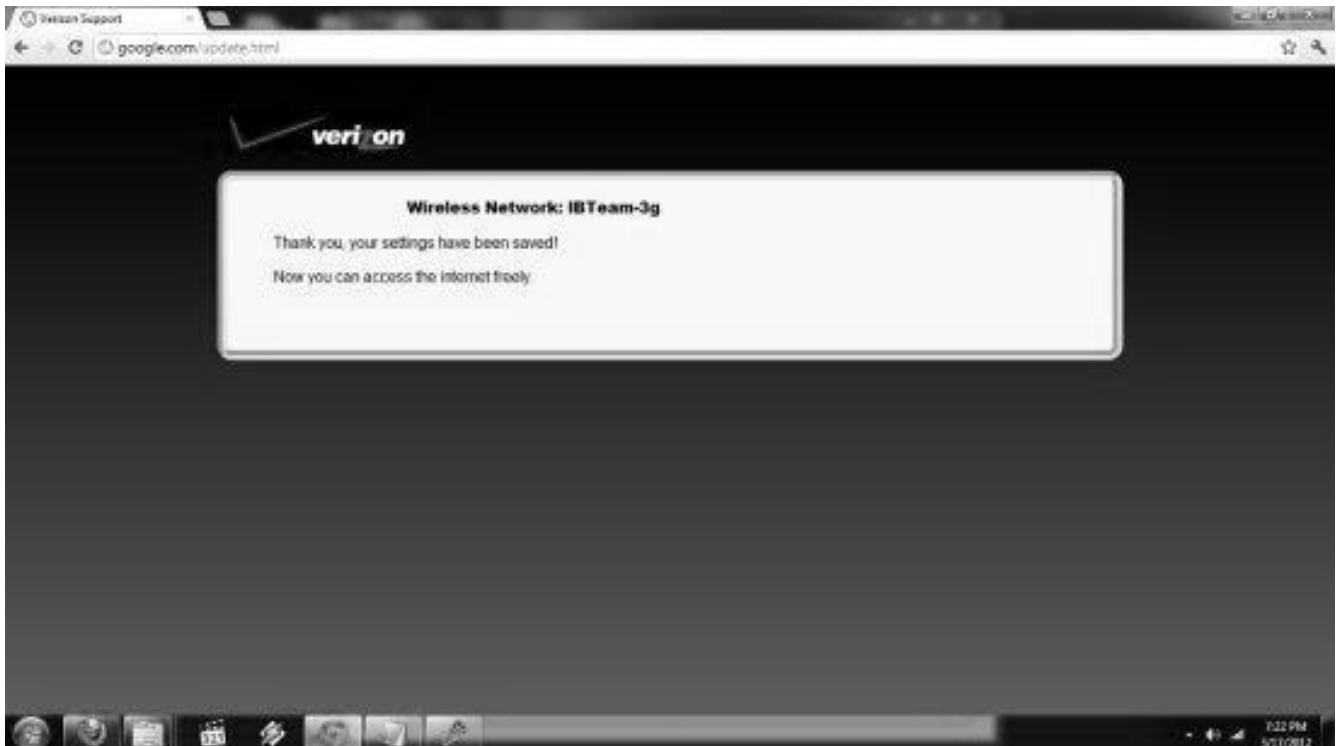 Verizon Support
google.com/update.html
verizon
Wireless Network: IBTeam-3g
Thank you, your settings have been saved!
Now you can access the internet freely
7:22 PM